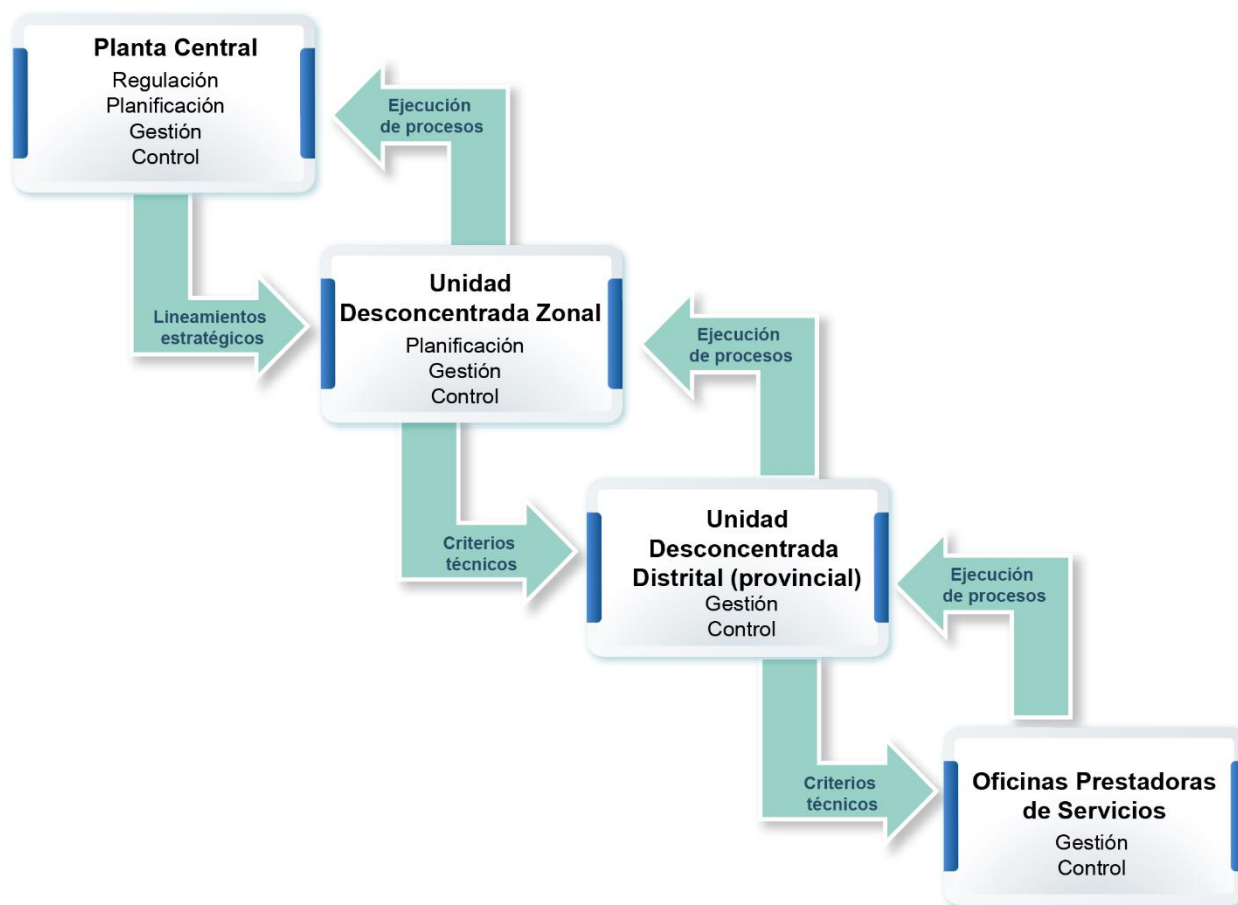 Planta Central
Regulación
Planificación
Gestión
Control
Ejecución
de procesos
Lineamientos
estratégicos
Unidad
Desconcentrada Zonal
Planificación
Gestión
Control
Ejecución
de procesos
Criterios
técnicos
Unidad
Desconcentrada
Distrital (provincial)
Gestión
Control
Ejecución
de procesos
Criterios
técnicos
Oficinas Prestadoras
de Servicios
Gestión
Control